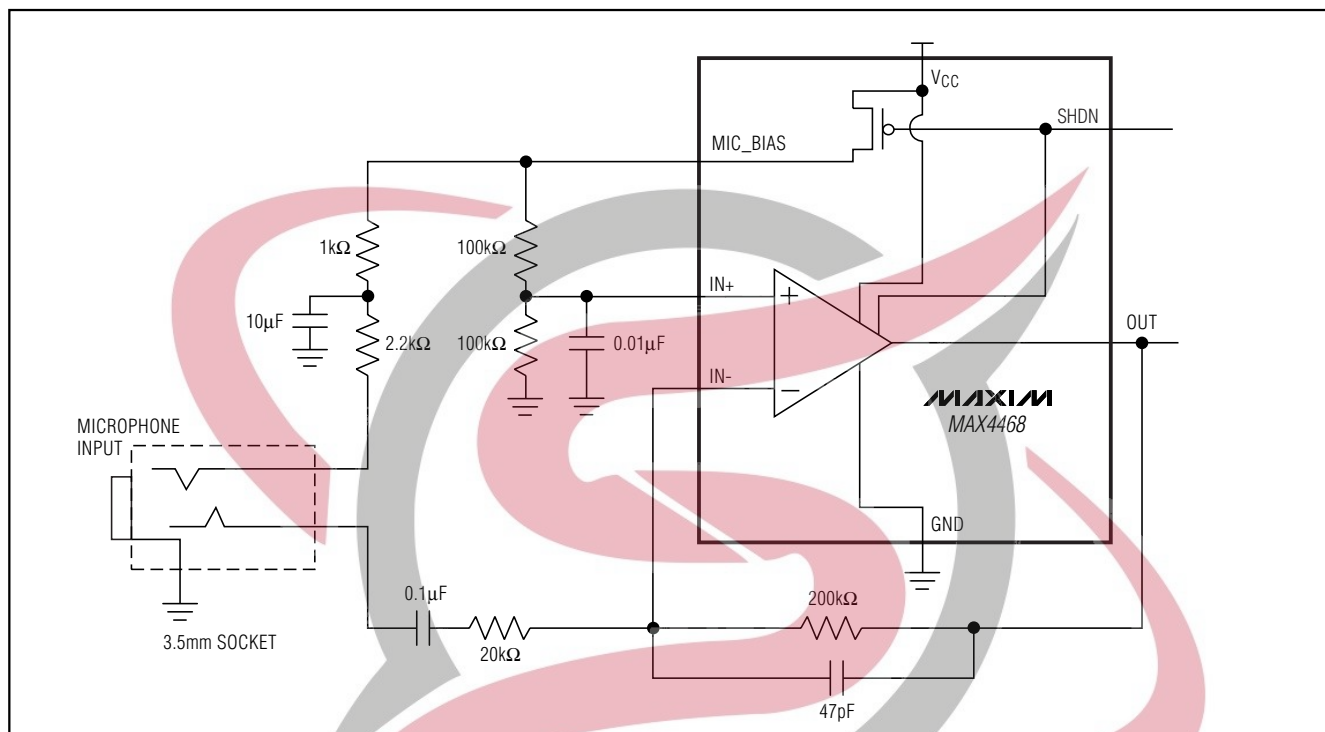 VCC
SHDN
MIC_BIAS
1kΩ
100kΩ
IN+
10µF
2.2kΩ
100kΩ
0.01µF
OUT
IN-
MAXIM
MAX4468
MICROPHONE
INPUT
GND
0.1µF
200kΩ
3.5mm SOCKET
20kΩ
47pF